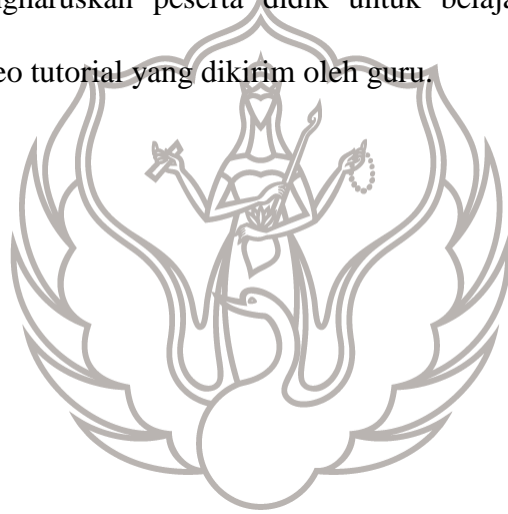 gharuskan peserta didik untuk belaja
eo tutorial yang dikirim oleh guru.